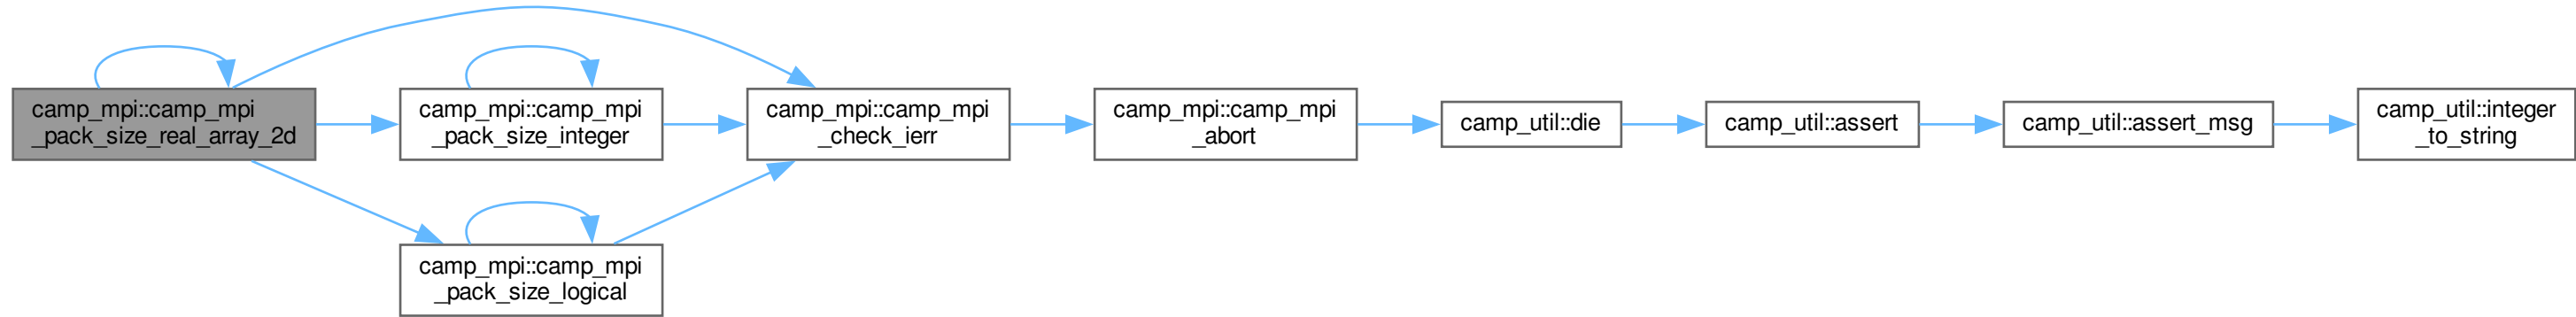 camp_mpi::camp_mpi
_pack_size_real_array_2d
camp_mpi::camp_mpi
_pack_size_integer
camp_mpi::camp_mpi
_check_ierr
camp_mpi::camp_mpi
_abort
camp_util::die
camp_util::assert
camp_util::assert_msg
camp_util::integer
_to_string
camp_mpi::camp_mpi
_pack_size_logical